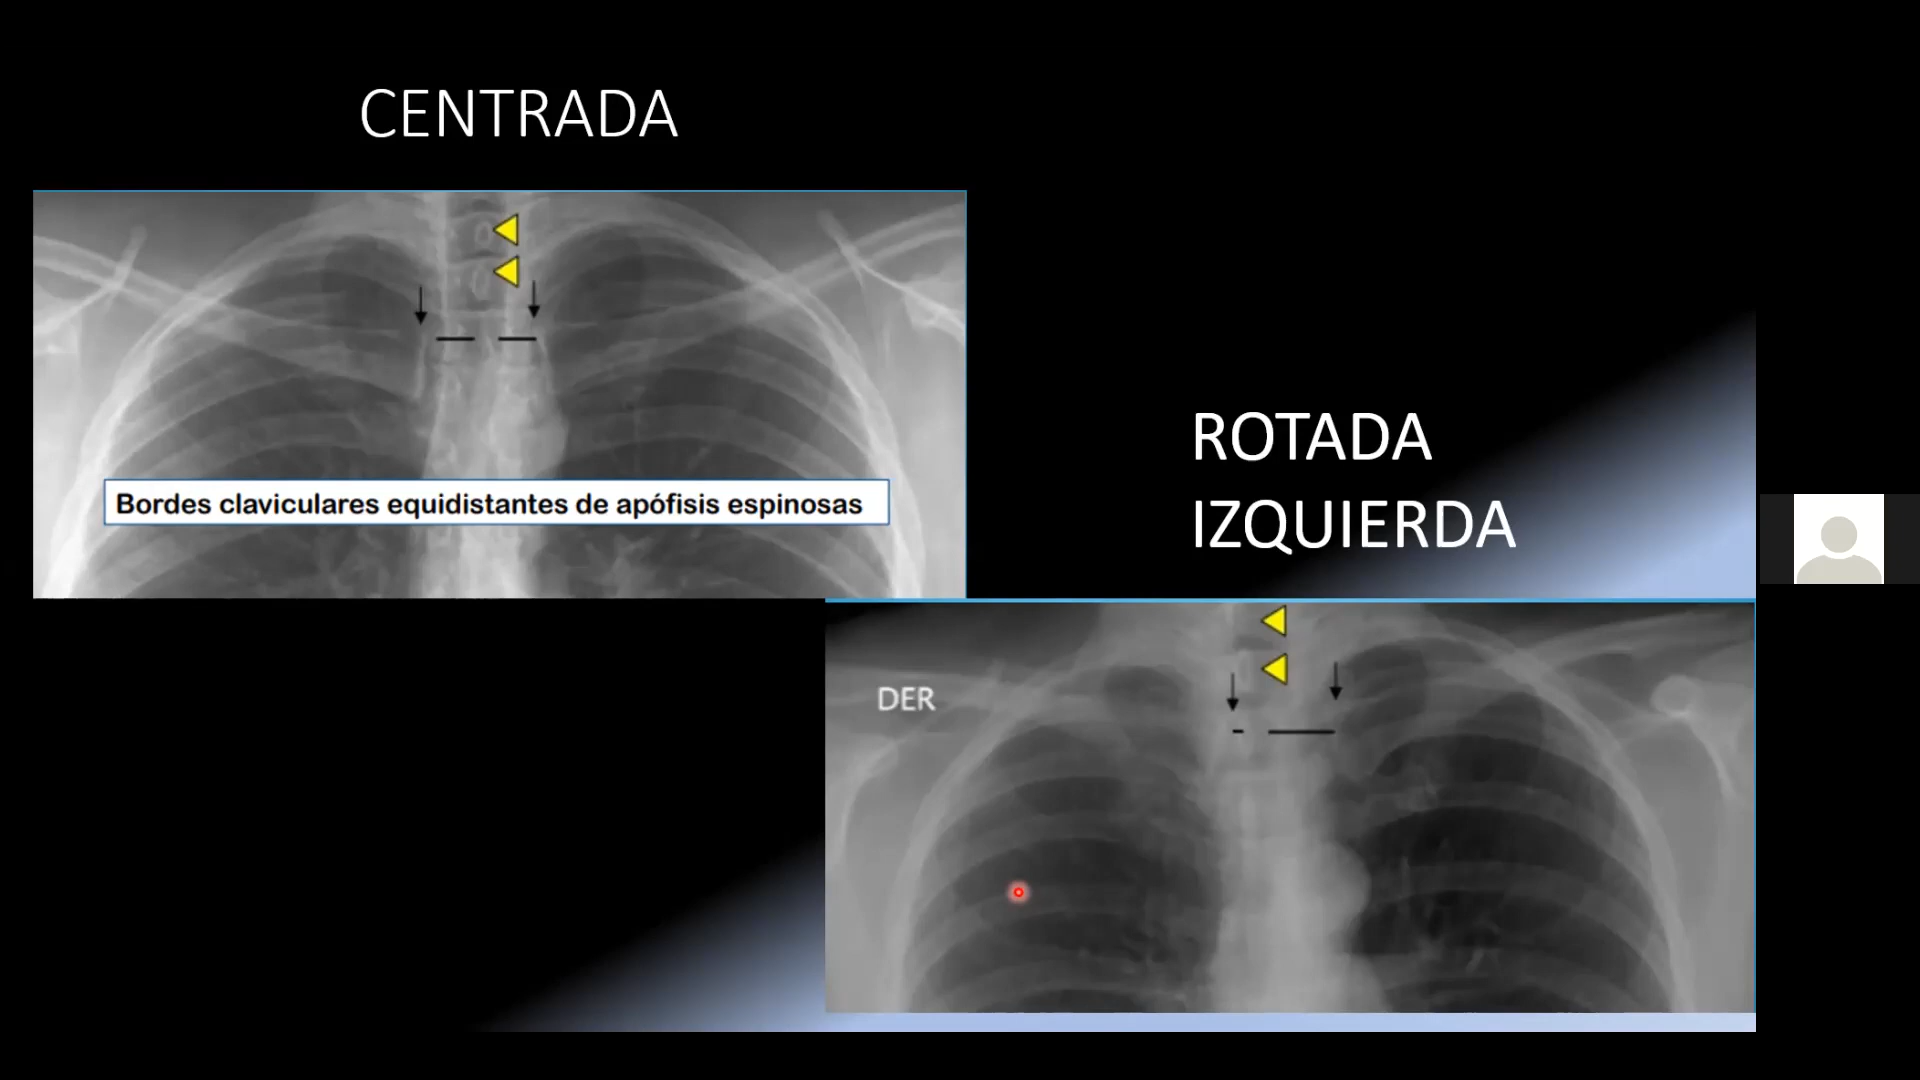 CENTRADA
Bordes claviculares equidistantes de apófisis espinosas
ROTADA
IZQUIERDA
DER